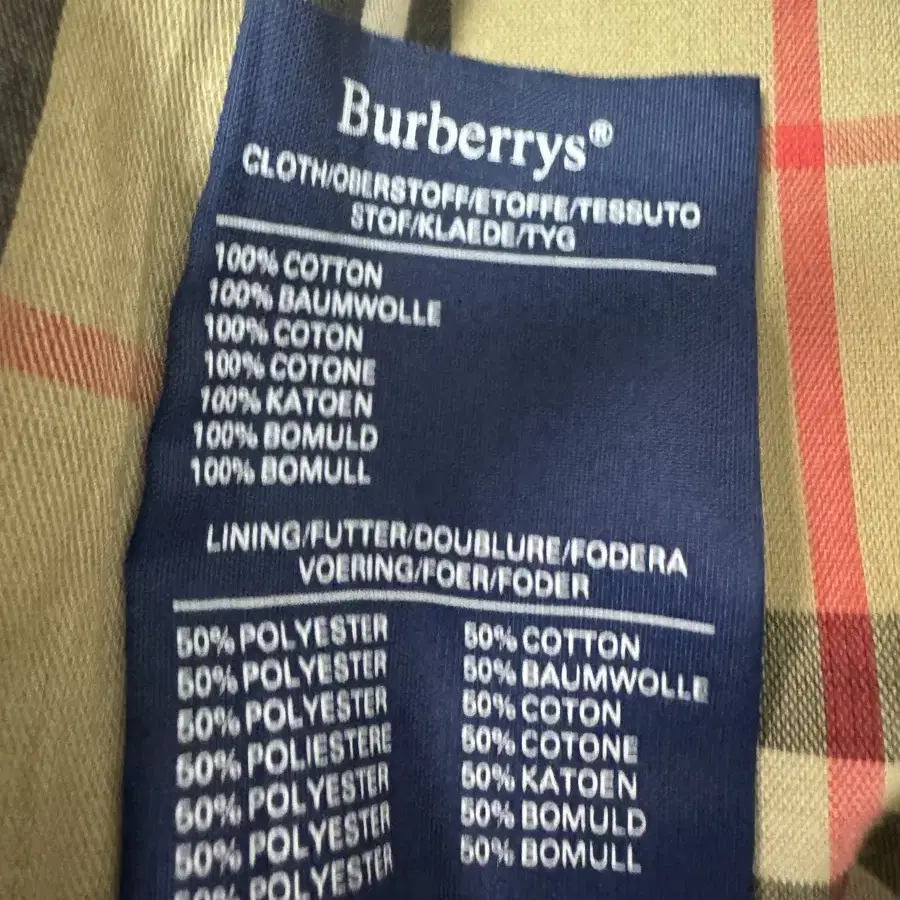 Burberrys®
CLOTH/OBERSTOFF/ETOFFE/TESSUTO
STOF/KLAEDE/TYG
100% COTTON
100% BAUMWOLLE
100% COTON
100% COTONE
100% KATOEN
100% BOMULD
100% BOMULL
LINING/FUTTER/DOUBLURE/FODERA
VOERING/FOER/FODER
50% POLYESTER 50% COTTON
50% POLYESTER 50% BAUMWOLLE
50% POLYESTER 50% COTON
50% POLIESTERE 50% COTONE
50% POLYESTER 50% KATOEN
50% POLYESTER 50% BOMULD
50% POLYESTER 50% BOMULL